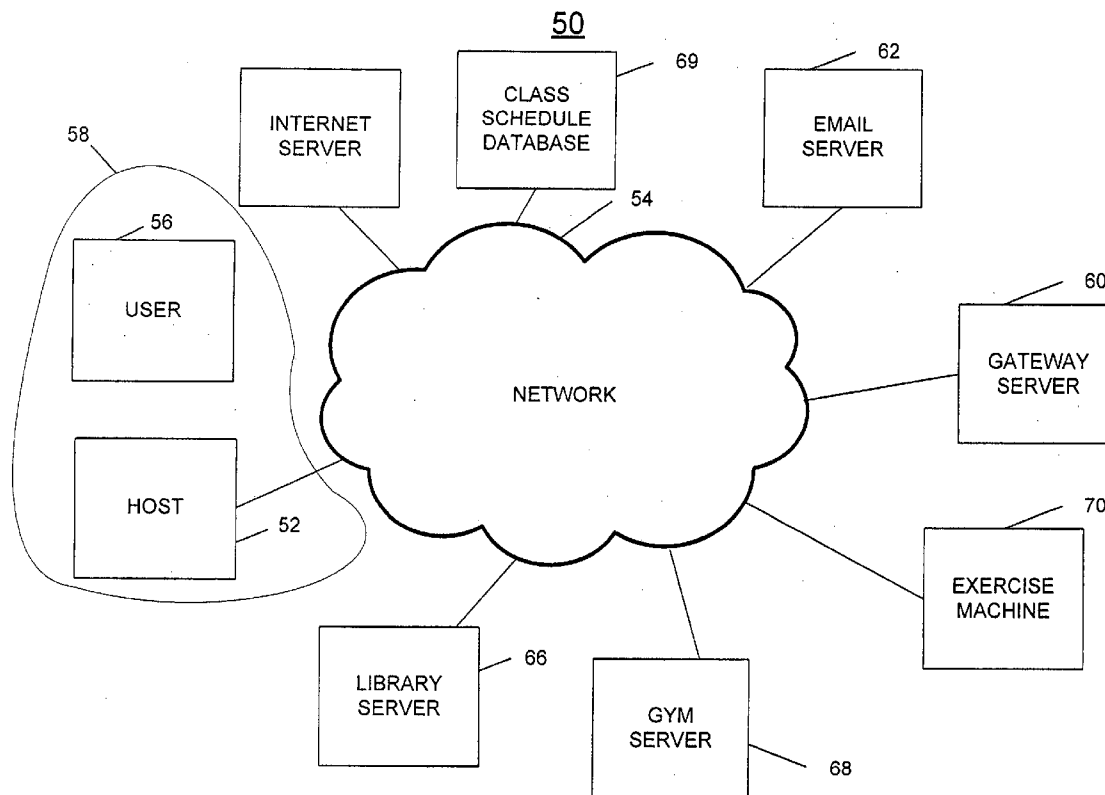 50
69
62
CLASS
SCHEDULE
DATABASE
INTERNET
SERVER
EMAIL
SERVER
58
54
56
USER
60
GATEWAY
SERVER
NETWORK
HOST
52
70
EXERCISE
MACHINE
66
LIBRARY
SERVER
GYM
SERVER
68